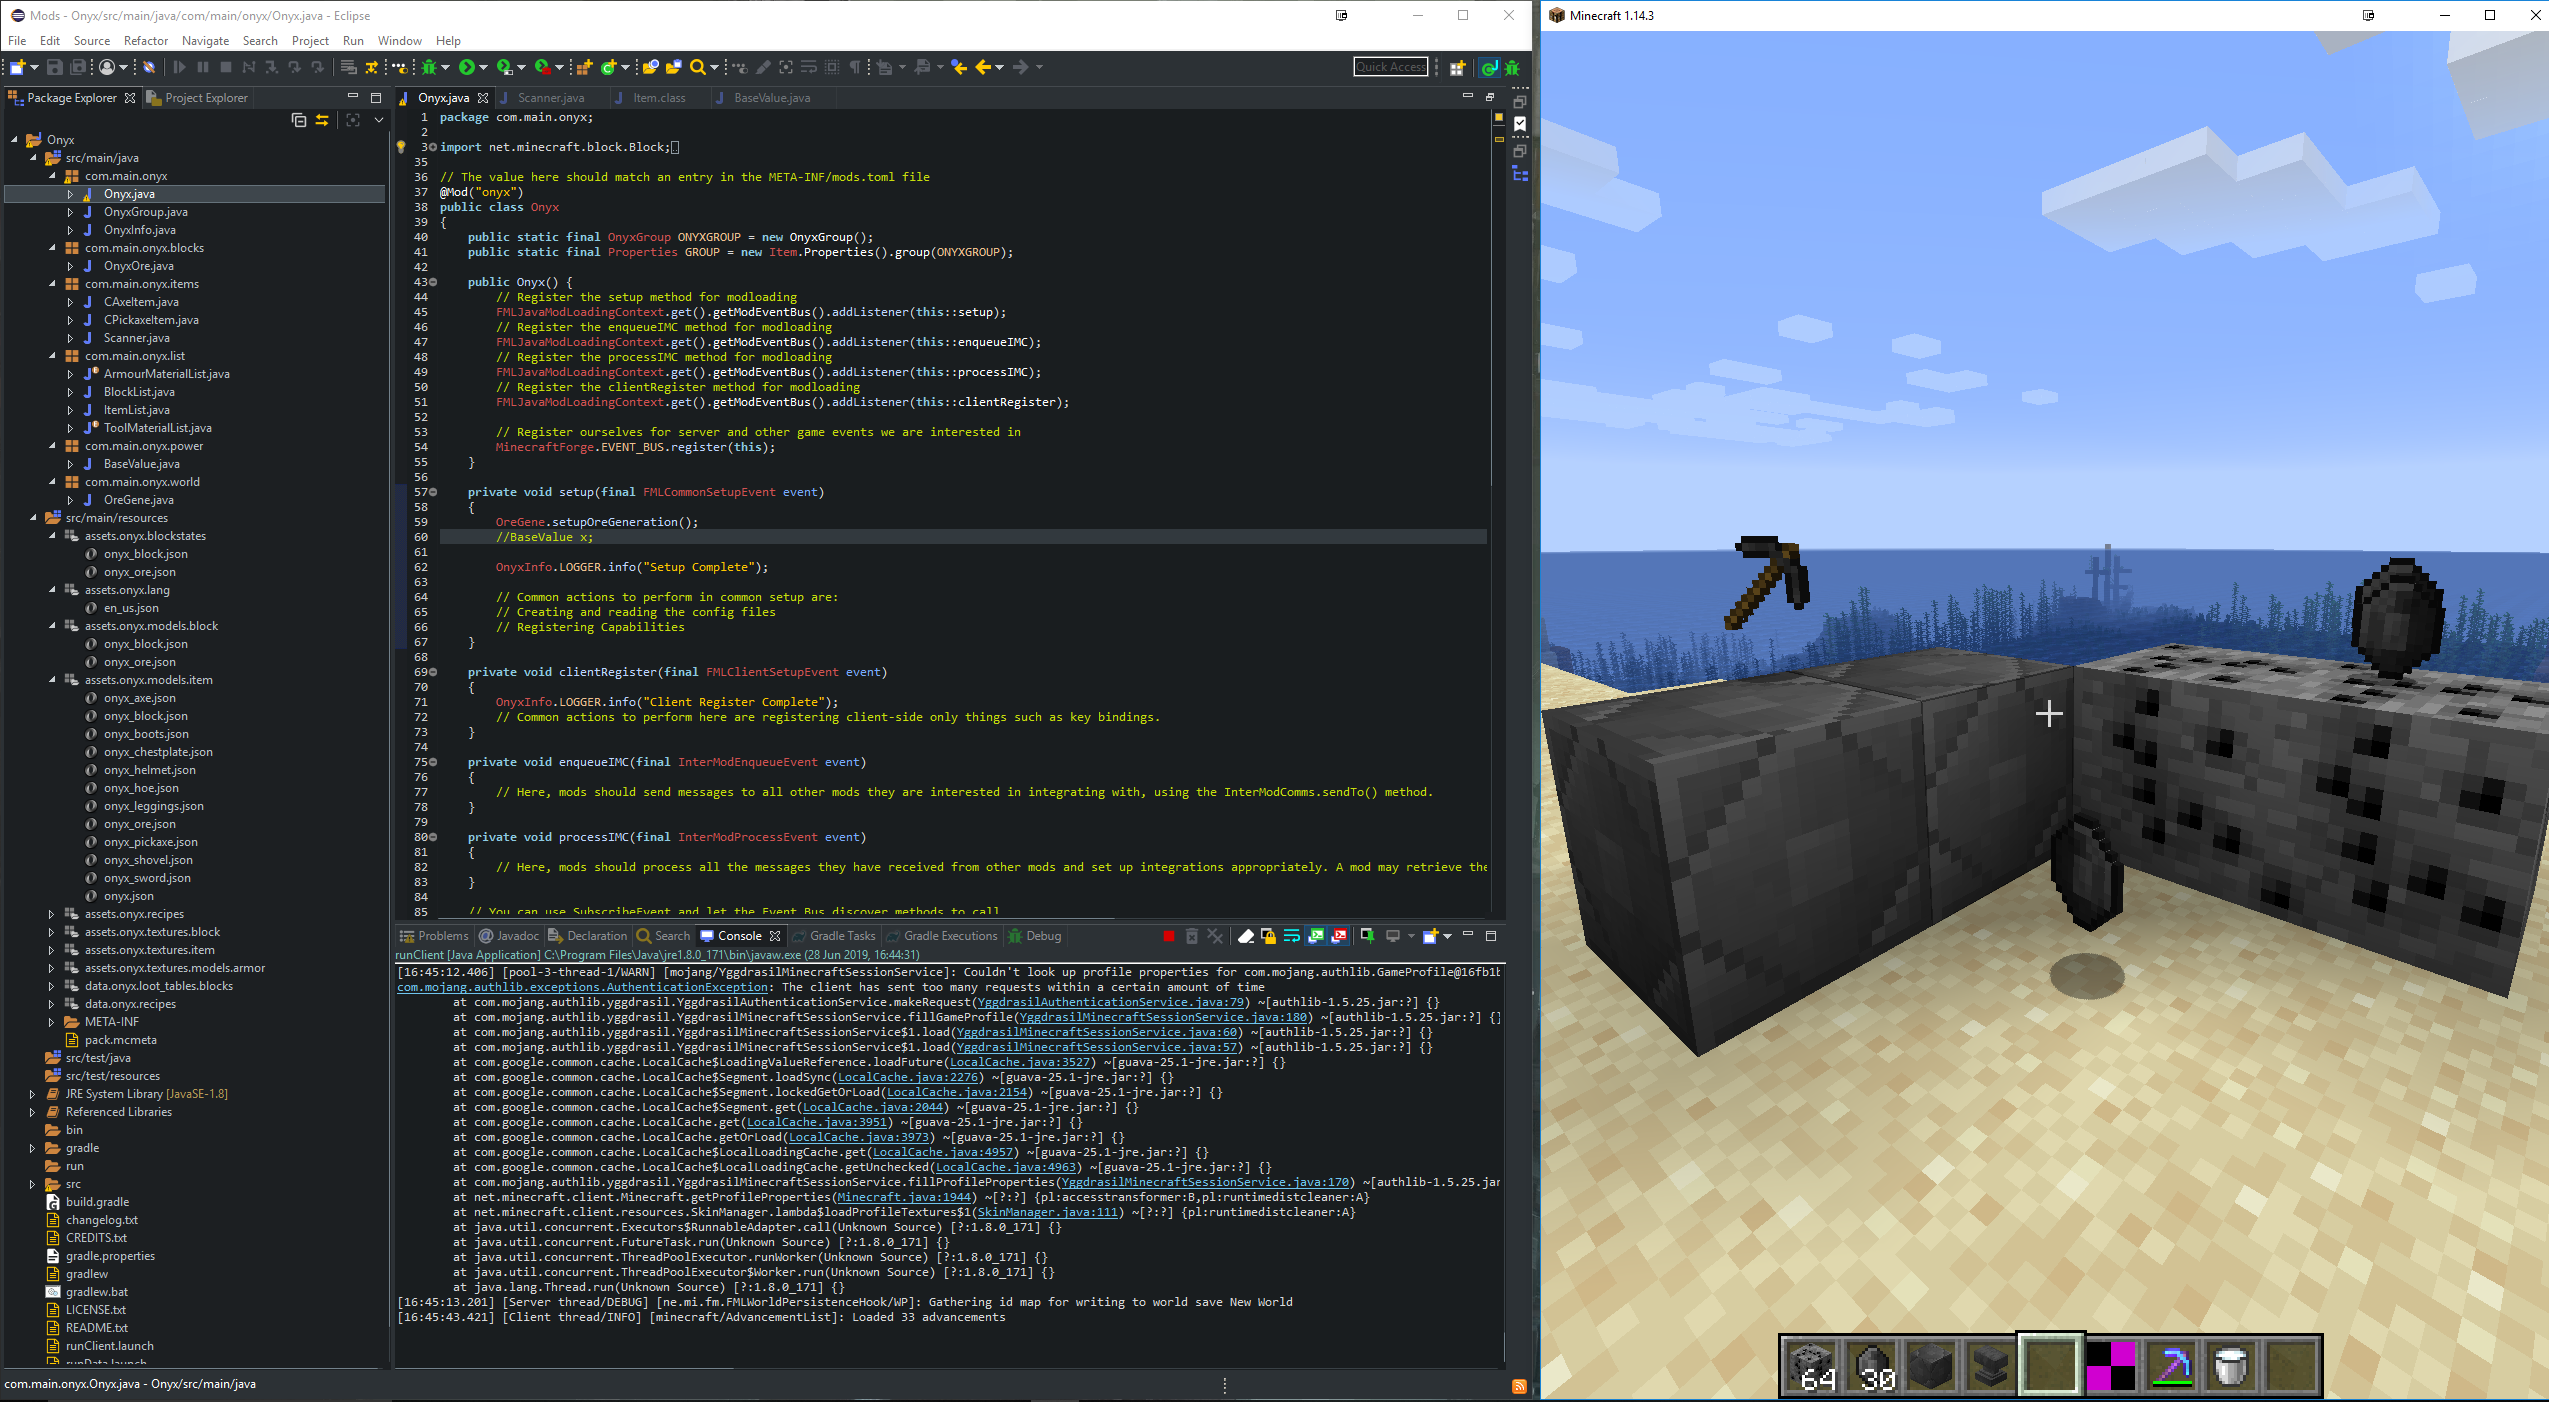 Mods - Onyx/src/main/java/com/main/onyx/Onyx.java - Eclipse
File Edit Source Refactor Navigate Search Project Run Window Help
Quick Access
Package Explorer Project Explorer
Onyx
src/main/java
com.main.onyx
Onyx.java
OnyxGroup.java
OnyxInfo.java
com.main.onyx.blocks
OnyxOre.java
com.main.onyx.items
CAxeItem.java
CPickaxeItem.java
Scanner.java
com.main.onyx.list
ArmourMaterialList.java
BlockList.java
ItemList.java
ToolMaterialList.java
com.main.onyx.power
BaseValue.java
com.main.onyx.world
OreGene.java
src/main/resources
assets.onyx.blockstates
onyx_block.json
onyx_ore.json
assets.onyx.lang
en_us.json
assets.onyx.models.block
onyx_block.json
onyx_ore.json
assets.onyx.models.item
onyx_axe.json
onyx_block.json
onyx_boots.json
onyx_chestplate.json
onyx_helmet.json
onyx_hoe.json
onyx_leggings.json
onyx_ore.json
onyx_pickaxe.json
onyx_shovel.json
onyx_sword.json
onyx.json
assets.onyx.recipes
assets.onyx.textures.block
assets.onyx.textures.item
assets.onyx.textures.models.armor
data.onyx.loot_tables.blocks
data.onyx.recipes
META-INF
pack.mcmeta
src/test/java
src/test/resources
JRE System Library [JavaSE-1.8]
Referenced Libraries
bin
gradle
run
src
build.gradle
changelog.txt
CREDITS.txt
gradle.properties
gradlew
gradlew.bat
LICENSE.txt
README.txt
runClient.launch
runData.launch
com.main.onyx.Onyx.java - Onyx/src/main/java
Onyx.java Scanner.java Item.class BaseValue.java
1 package com.main.onyx;
2
3 import net.minecraft.block.Block;
35
36 // The value here should match an entry in the META-INF/mods.toml file
37 @Mod("onyx")
38 public class Onyx
39 {
40 public static final OnyxGroup ONYXGROUP = new OnyxGroup();
41 public static final Properties GROUP = new Item.Properties().group(ONYXGROUP);
42
43 public Onyx() {
44 // Register the setup method for modloading
45 FMLJavaModLoadingContext.get().getModEventBus().addListener(this::setup);
46 // Register the enqueueIMC method for modloading
47 FMLJavaModLoadingContext.get().getModEventBus().addListener(this::enqueueIMC);
48 // Register the processIMC method for modloading
49 FMLJavaModLoadingContext.get().getModEventBus().addListener(this::processIMC);
50 // Register the clientRegister method for modloading
51 FMLJavaModLoadingContext.get().getModEventBus().addListener(this::clientRegister);
52
53 // Register ourselves for server and other game events we are interested in
54 MinecraftForge.EVENT_BUS.register(this);
55 }
56
57 private void setup(final FMLCommonSetupEvent event)
58 {
59 OreGene.setupOreGeneration();
60 //BaseValue x;
61
62 OnyxInfo.LOGGER.info("Setup Complete");
63
64 // Common actions to perform in common setup are:
65 // Creating and reading the config files
66 // Registering Capabilities
67 }
68
69 private void clientRegister(final FMLClientSetupEvent event)
70 {
71 OnyxInfo.LOGGER.info("Client Register Complete");
72 // Common actions to perform here are registering client-side only things such as key bindings.
73 }
74
75 private void enqueueIMC(final InterModEnqueueEvent event)
76 {
77 // Here, mods should send messages to all other mods they are interested in integrating with, using the InterModComms.sendTo() method.
78 }
79
80 private void processIMC(final InterModProcessEvent event)
81 {
82 // Here, mods should process all the messages they have received from other mods and set up integrations appropriately. A mod may retrieve the
83 }
84
85 // You can use SubscribeEvent and let the Event Bus discover methods to call
Problems Javadoc Declaration Search Console Gradle Tasks Gradle Executions Debug
runClient [Java Application] C:\Program Files\Java\jre1.8.0_171\bin\javaw.exe (28 Jun 2019, 16:44:31)
[16:45:12.406] [pool-3-thread-1/WARN] [mojang/YggdrasilMinecraftSessionService]: Couldn't look up profile properties for com.mojang.authlib.GameProfile@16fb1b
com.mojang.authlib.exceptions.AuthenticationException: The client has sent too many requests within a certain amount of time
at com.mojang.authlib.yggdrasil.YggdrasilAuthenticationService.makeRequest(YggdrasilAuthenticationService.java:79) ~[authlib-1.5.25.jar:?] {}
at com.mojang.authlib.yggdrasil.YggdrasilMinecraftSessionService.fillGameProfile(YggdrasilMinecraftSessionService.java:180) ~[authlib-1.5.25.jar:?] {}
at com.mojang.authlib.yggdrasil.YggdrasilMinecraftSessionService$1.load(YggdrasilMinecraftSessionService.java:60) ~[authlib-1.5.25.jar:?] {}
at com.mojang.authlib.yggdrasil.YggdrasilMinecraftSessionService$1.load(YggdrasilMinecraftSessionService.java:57) ~[authlib-1.5.25.jar:?] {}
at com.google.common.cache.LocalCache$LoadingValueReference.loadFuture(LocalCache.java:3527) ~[guava-25.1-jre.jar:?] {}
at com.google.common.cache.LocalCache$Segment.loadSync(LocalCache.java:2276) ~[guava-25.1-jre.jar:?] {}
at com.google.common.cache.LocalCache$Segment.lockedGetOrLoad(LocalCache.java:2154) ~[guava-25.1-jre.jar:?] {}
at com.google.common.cache.LocalCache$Segment.get(LocalCache.java:2044) ~[guava-25.1-jre.jar:?] {}
at com.google.common.cache.LocalCache.get(LocalCache.java:3951) ~[guava-25.1-jre.jar:?] {}
at com.google.common.cache.LocalCache.getOrLoad(LocalCache.java:3973) ~[guava-25.1-jre.jar:?] {}
at com.google.common.cache.LocalCache$LocalLoadingCache.get(LocalCache.java:4957) ~[guava-25.1-jre.jar:?] {}
at com.google.common.cache.LocalCache$LocalLoadingCache.getUnchecked(LocalCache.java:4963) ~[guava-25.1-jre.jar:?] {}
at com.mojang.authlib.yggdrasil.YggdrasilMinecraftSessionService.fillProfileProperties(YggdrasilMinecraftSessionService.java:170) ~[authlib-1.5.25.jar
at net.minecraft.client.Minecraft.getProfileProperties(Minecraft.java:1944) ~[?:?] {pl:accesstransformer:B,pl:runtimedistcleaner:A}
at net.minecraft.client.resources.SkinManager.lambda$loadProfileTextures$1(SkinManager.java:111) ~[?:?] {pl:runtimedistcleaner:A}
at java.util.concurrent.Executors$RunnableAdapter.call(Unknown Source) [?:1.8.0_171] {}
at java.util.concurrent.FutureTask.run(Unknown Source) [?:1.8.0_171] {}
at java.util.concurrent.ThreadPoolExecutor.runWorker(Unknown Source) [?:1.8.0_171] {}
at java.util.concurrent.ThreadPoolExecutor$Worker.run(Unknown Source) [?:1.8.0_171] {}
at java.lang.Thread.run(Unknown Source) [?:1.8.0_171] {}
[16:45:13.201] [Server thread/DEBUG] [ne.mi.fm.FMLWorldPersistenceHook/WP]: Gathering id map for writing to world save New World
[16:45:43.421] [Client thread/INFO] [minecraft/AdvancementList]: Loaded 33 advancements
Minecraft 1.14.3
64 30